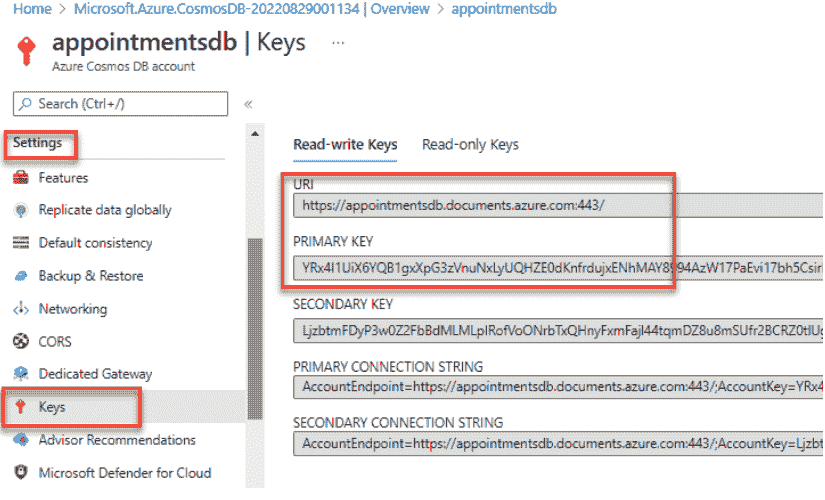 Home > Microsoft.Azure.CosmosDB-20220829001134 | Overview > appointmentsdb
appointmentsdb | Keys ...
Azure Cosmos DB account
Search (Ctrl+/) «
Settings
Features
Replicate data globally
Default consistency
Backup & Restore
Networking
CORS
Dedicated Gateway
Keys
Advisor Recommendations
Microsoft Defender for Cloud
Read-write Keys Read-only Keys
URI
https://appointmentsdb.documents.azure.com:443/
PRIMARY KEY
SECONDARY KEY
PRIMARY CONNECTION STRING
AccountEndpoint=https://appointmentsdb.documents.azure.com:443/;AccountKey=YRx4
SECONDARY CONNECTION STRING
AccountEndpoint=https://appointmentsdb.documents.azure.com:443/;AccountKey=Ljzbt